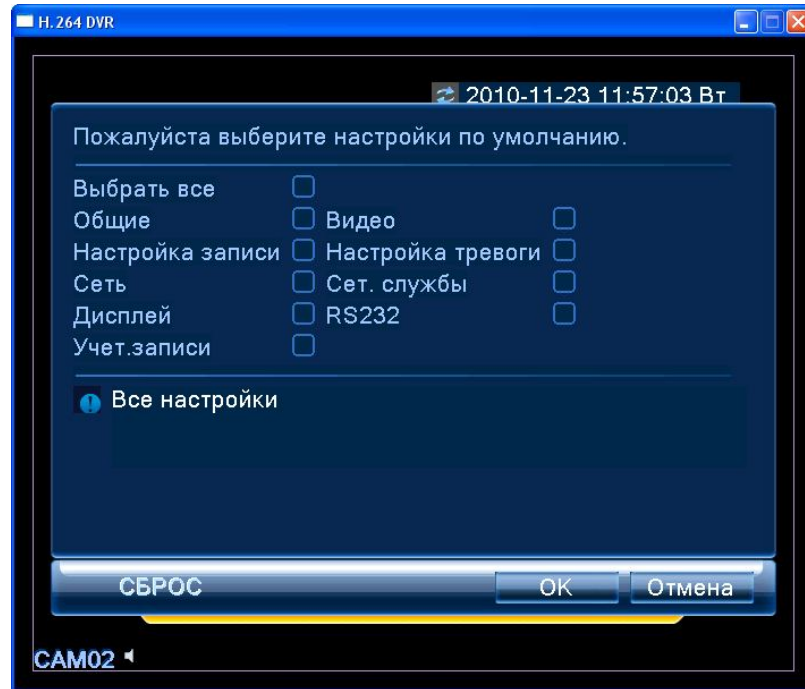 H.264 DVR
2010-11-23 11:57:03 Вт
Пожалуйста выберите настройки по умолчанию.
Выбрать все
Общие Видео
Настройка записи Настройка тревоги
Сеть Сет. службы
Дисплей RS232
Учет.записи
Все настройки
СБРОС OK Отмена
CAM02